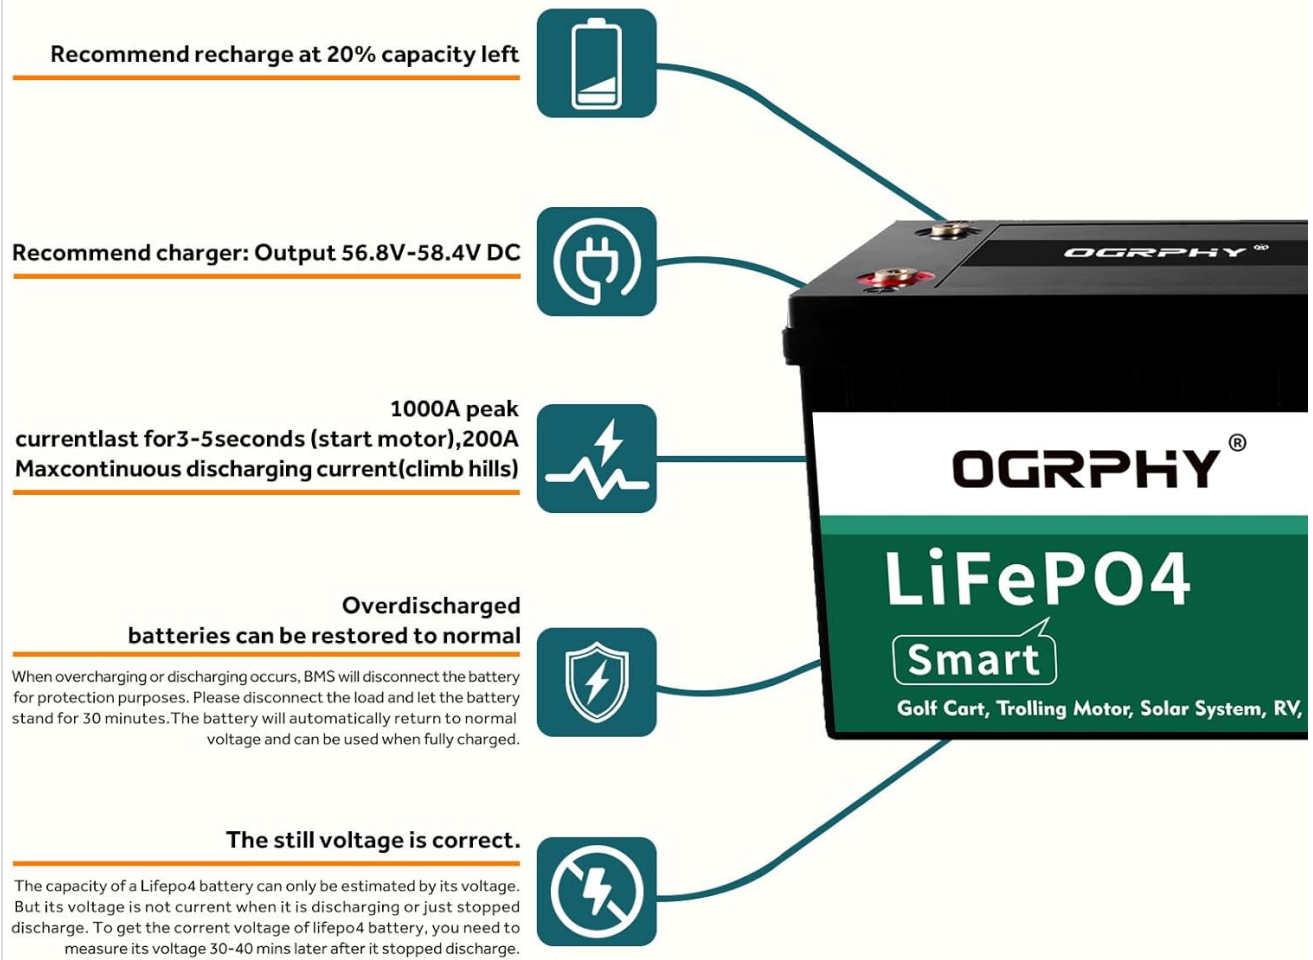 Recommend recharge at 20% capacity left
Recommend charger: Output 56.8V-58.4V DC
1000A peak
currentlast for3-5seconds (start motor),200A
Maxcontinuous discharging current(climb hills)
Overdischarged
batteries can be restored to normal
When overcharging or discharging occurs, BMS will disconnect the battery
for protection purposes. Please disconnect the load and let the battery
stand for 30 minutes.The battery will automatically return to normal
voltage and can be used when fully charged.
The still voltage is correct.
The capacity of a Lifepo4 battery can only be estimated by its voltage.
But its voltage is not current when it is discharging or just stopped
discharge. To get the corrent voltage of lifepo4 battery, you need to
measure its voltage 30-40 mins later after it stopped discharge.
OGRPHY®
OGRPHY®
LiFePO4
Smart
Golf Cart, Trolling Motor, Solar System, RV,